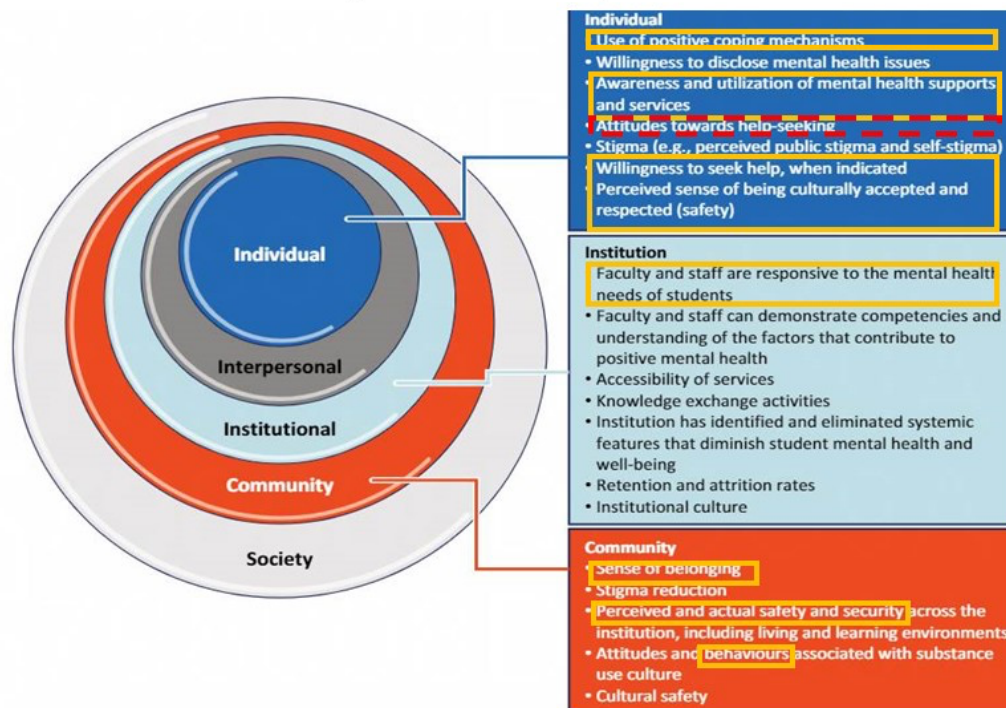 Individual
Interpersonal
Institutional
Community
Society
Individual
Use of positive coping mechanisms
• Willingness to disclose mental health issues
• Awareness and utilization of mental health supports
and services
• Attitudes towards help-seeking
• Stigma (e.g., perceived public stigma and self-stigma)
• Willingness to seek help, when indicated
• Perceived sense of being culturally accepted and
respected (safety)
Institution
Faculty and staff are responsive to the mental health
needs of students
• Faculty and staff can demonstrate competencies and
understanding of the factors that contribute to
positive mental health
• Accessibility of services
• Knowledge exchange activities
• Institution has identified and eliminated systemic
features that diminish student mental health and
well-being
• Retention and attrition rates
• Institutional culture
Community
• Sense of belonging
• Stigma reduction
• Perceived and actual safety and security across the
institution, including living and learning environments
• Attitudes and behaviours associated with substance
use culture
• Cultural safety